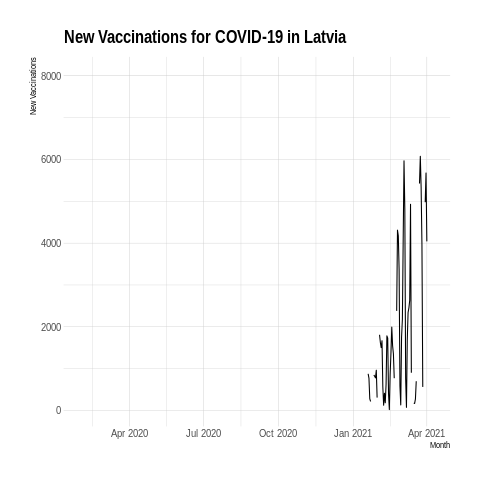 New Vaccinations for COVID-19 in Latvia
New Vaccinations
8000
6000
4000
2000
0
Apr 2020 Jul 2020 Oct 2020 Jan 2021 Apr 2021
Month